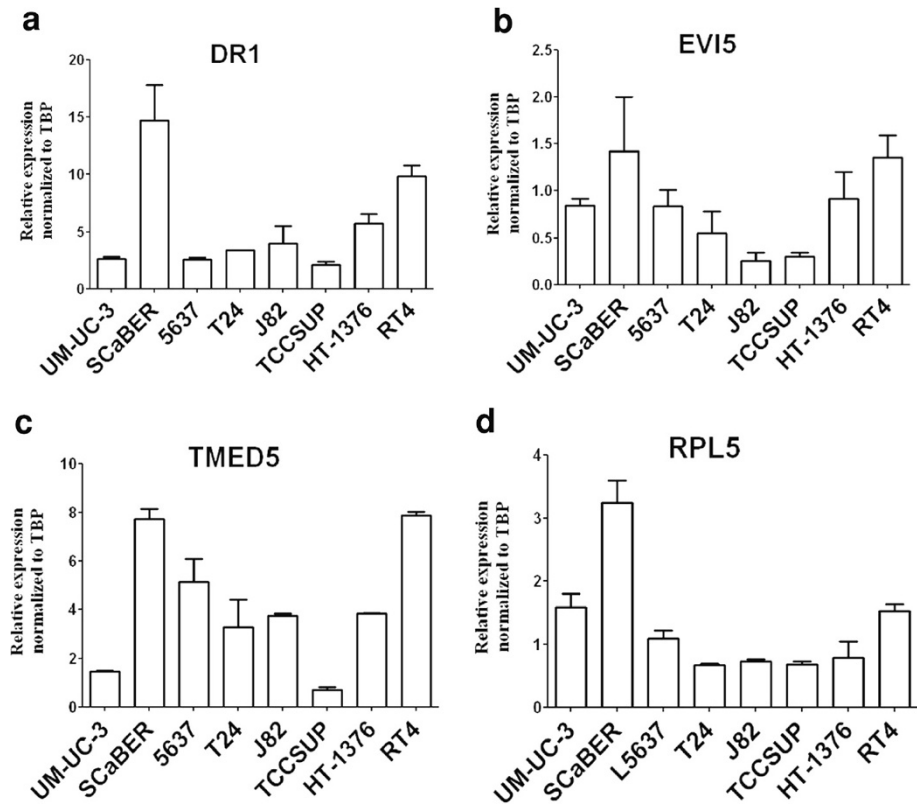 a
DR1
Relative expression
normalized to TBP
20
15
10
5
0
UM-UC-3
SCaBER
5637
T24
J82
TCCSUP
HT-1376
RT4
b
EVI5
Relative expression
normalized to TBP
2.5
2.0
1.5
1.0
0.5
0.0
UM-UC-3
SCaBER
5637
T24
J82
TCCSUP
HT-1376
RT4
c
TMED5
Relative expression
normalized to TBP
10
8
6
4
2
0
UM-UC-3
SCaBER
5637
T24
J82
TCCSUP
HT-1376
RT4
d
RPL5
Relative expression
normalized to TBP
4
3
2
1
0
UM-UC-3
SCaBER
L5637
T24
J82
TCCSUP
HT-1376
RT4